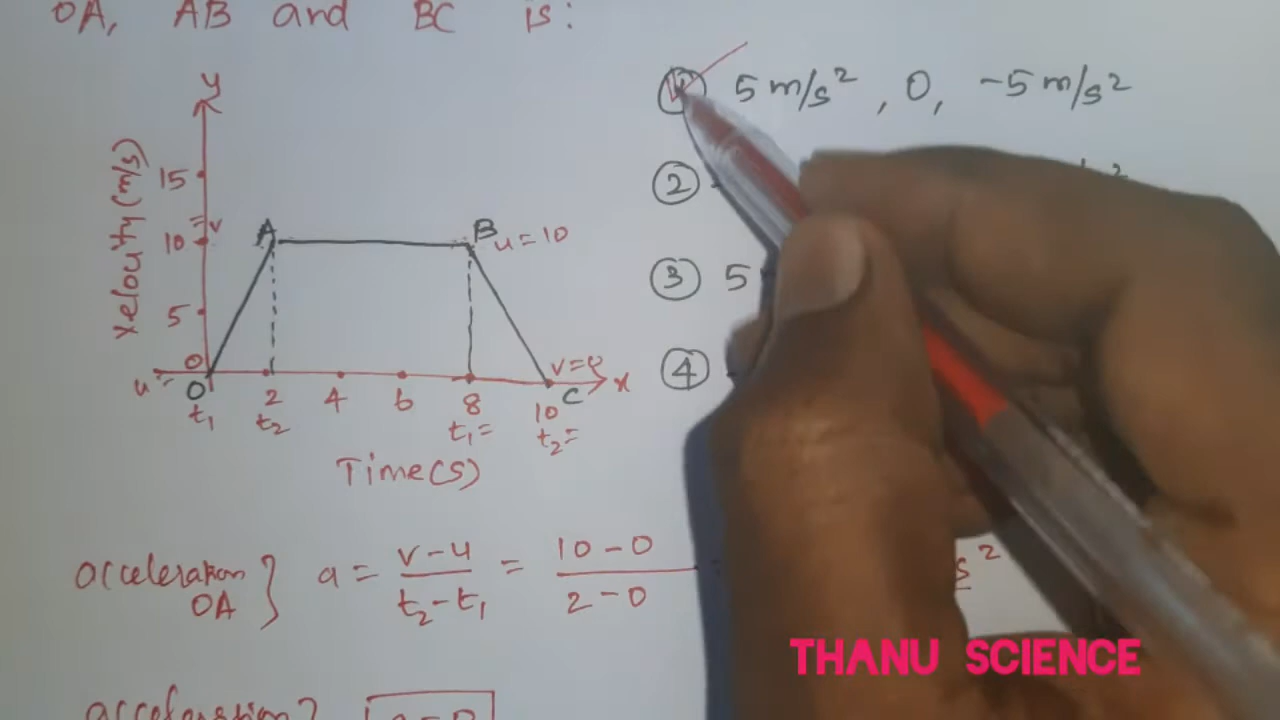 OA, AB and BC is:
y
Velocity (m/s)
15
= v
10
5
0
A
B
u = 10
v = 0
u =
O
2
4
6
8
10
C
x
t₁
t₂
t₁ =
t₂ =
Time (s)
5 m/s², 0, -5 m/s²
②
③ 5
④
acceleration OA } a = (v - u)/(t₂ - t₁) = (10 - 0)/(2 - 0)
s²
acceleration }
THANU SCIENCE